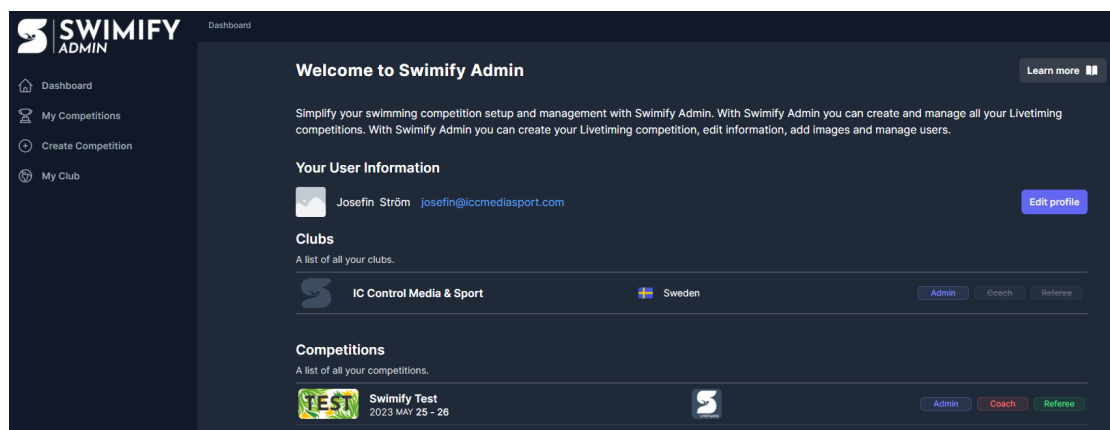 SWIMIFY
ADMIN
Dashboard
Dashboard
My Competitions
Create Competition
My Club
Welcome to Swimify Admin
Learn more
Simplify your swimming competition setup and management with Swimify Admin. With Swimify Admin you can create and manage all your Livetiming
competitions. With Swimify Admin you can create your Livetiming competition, edit information, add images and manage users.
Your User Information
Josefin Ström josefin@iccmediasport.com
Edit profile
Clubs
A list of all your clubs.
IC Control Media & Sport Sweden Admin Coach Referee
Competitions
A list of all your competitions.
TEST
Swimify Test
2023 MAY 25 - 26
Admin Coach Referee